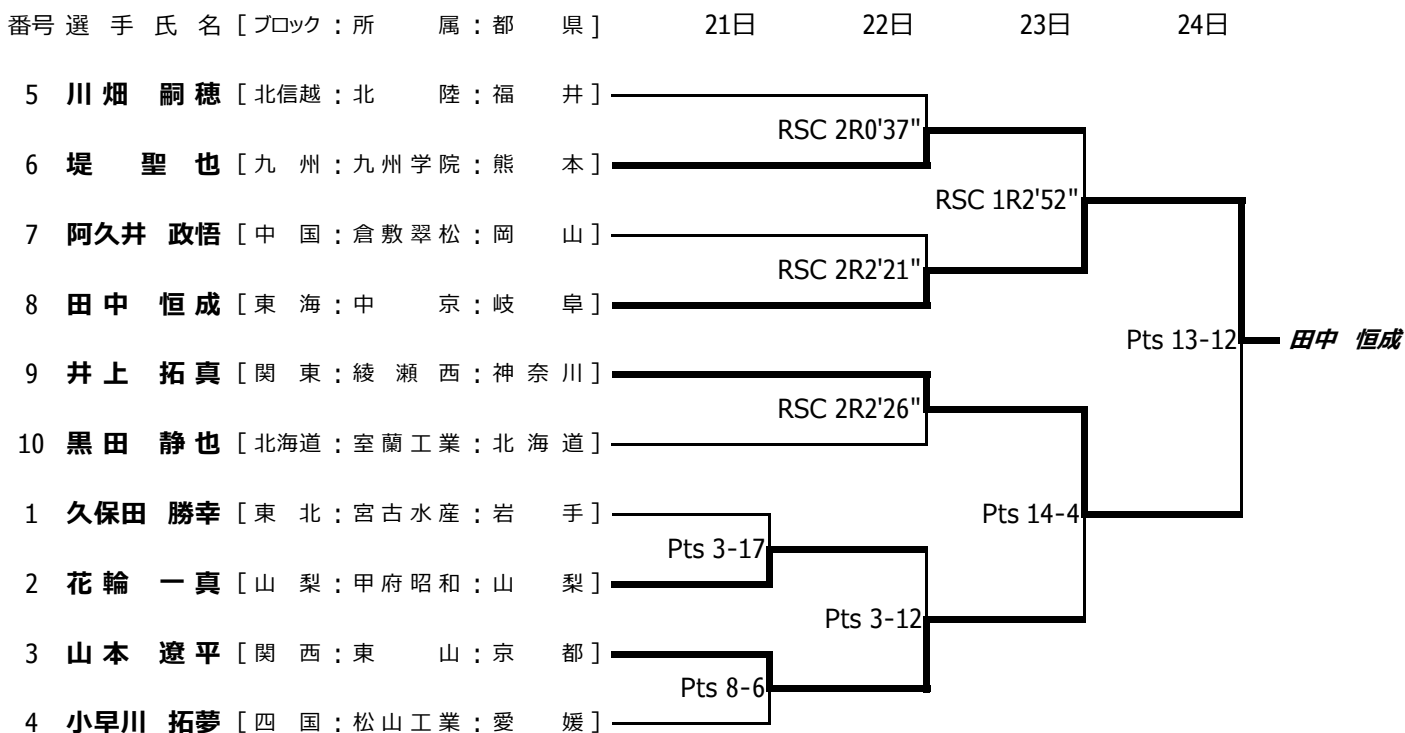 番号 選手氏名 [ ブロック : 所属 : 都県 ] 21日 22日 23日 24日
5 川畑 嗣穂 [ 北信越 : 北陸 : 福井 ]
RSC 2R0'37"
6 堤 聖也 [ 九州 : 九州学院 : 熊本 ]
RSC 1R2'52"
7 阿久井 政悟 [ 中国 : 倉敷翠松 : 岡山 ]
RSC 2R2'21"
8 田中 恒成 [ 東海 : 中京 : 岐阜 ]
Pts 13-12 田中 恒成
9 井上 拓真 [ 関東 : 綾瀬西 : 神奈川 ]
RSC 2R2'26"
10 黒田 静也 [ 北海道 : 室蘭工業 : 北海道 ]
1 久保田 勝幸 [ 東北 : 宮古水産 : 岩手 ] Pts 14-4
Pts 3-17
2 花輪 一真 [ 山梨 : 甲府昭和 : 山梨 ]
Pts 3-12
3 山本 遼平 [ 関西 : 東山 : 京都 ]
Pts 8-6
4 小早川 拓夢 [ 四国 : 松山工業 : 愛媛 ]